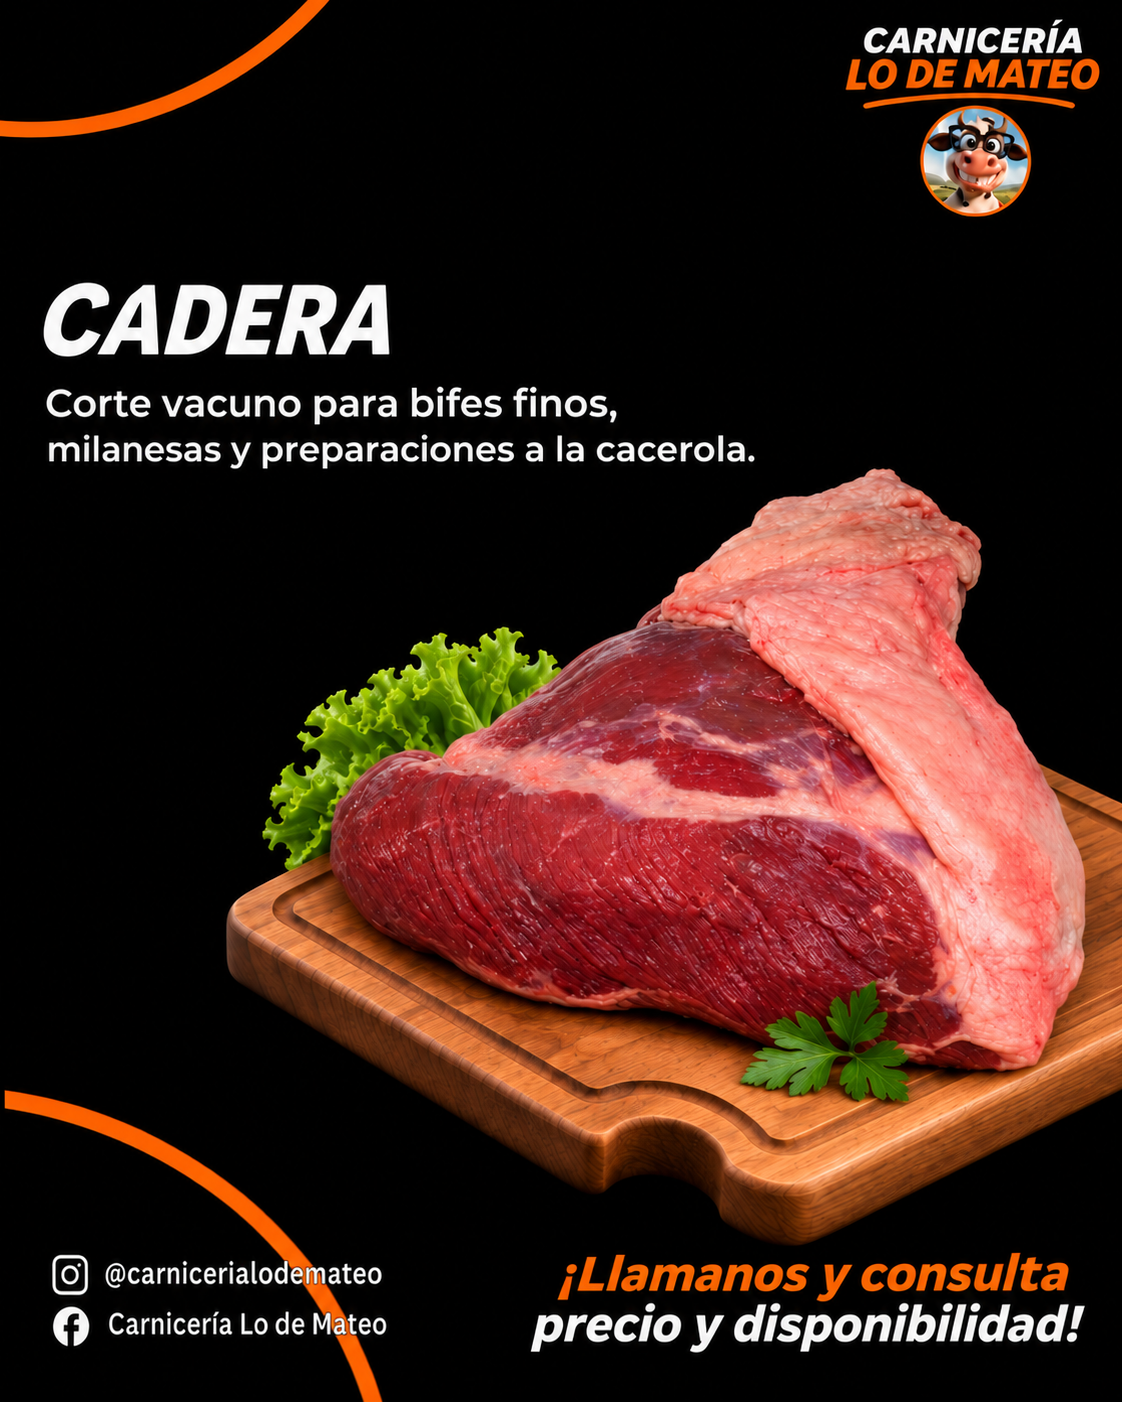 CARNICERÍA
LO DE MATEO
CADERA
Corte vacuno para bifes finos,
milanesas y preparaciones a la cacerola.
@carnicerialodemateo
Carnicería Lo de Mateo
¡Llamanos y consulta
precio y disponibilidad!